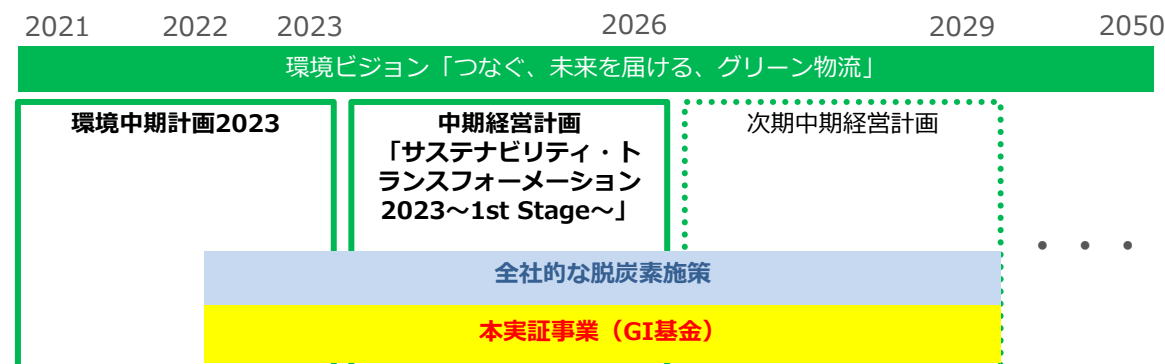 2021 2022 2023 2026 2029 2050
環境ビジョン「つなぐ、未来を届ける、グリーン物流」
環境中期計画2023
中期経営計画
「サステナビリティ・ト
ランスフォーメーション
2023～1st Stage～」
次期中期経営計画
・・・
全社的な脱炭素施策
本実証事業（GI基金）